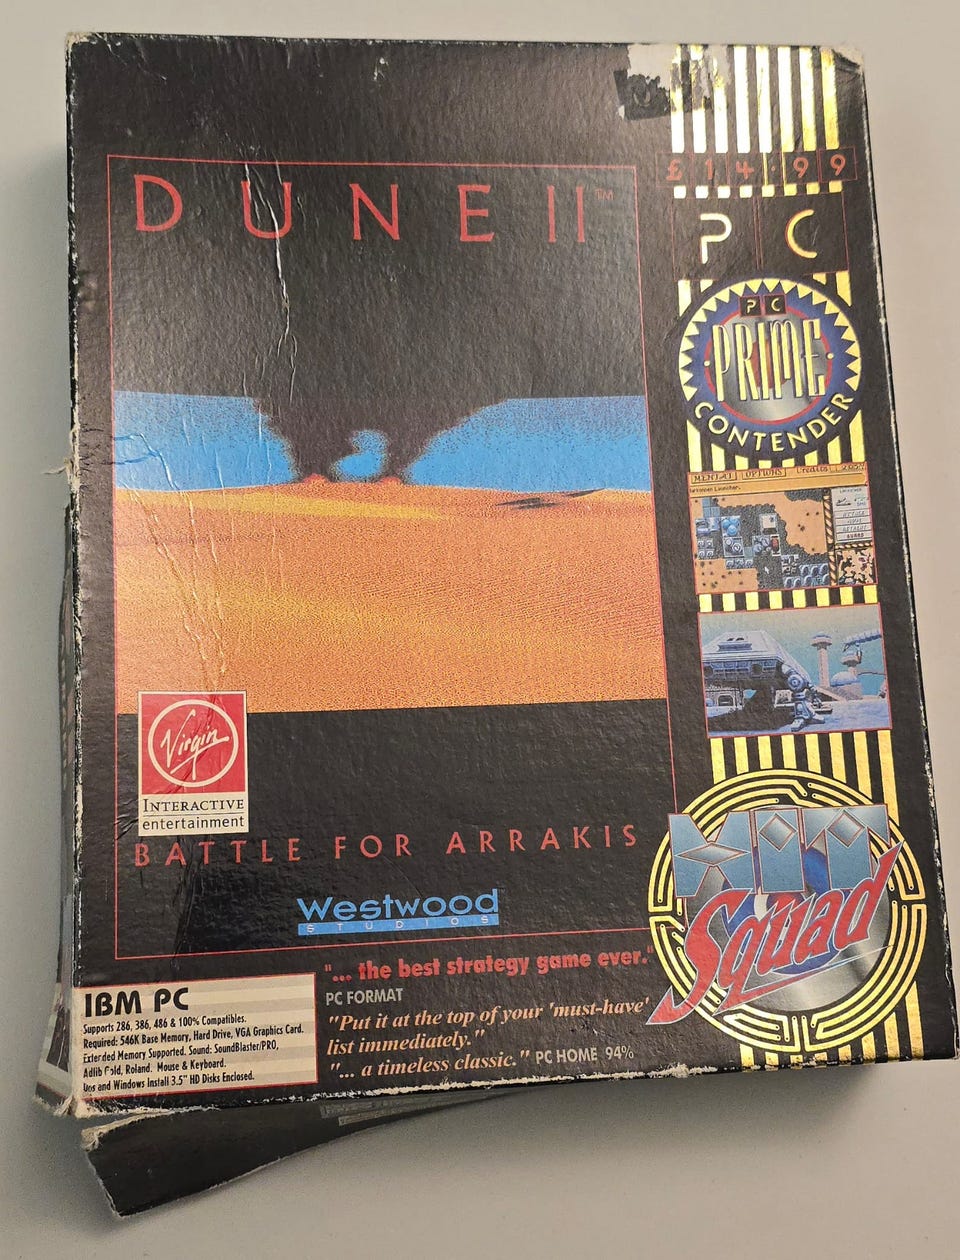 DUNE II™
£14.99
PC
PC
PRIME
CONTENDER
MENTAT OPTIONS Credits
Virgin
INTERACTIVE
entertainment
BATTLE FOR ARRAKIS
Westwood
STUDIOS
HIT
Squad
"... the best strategy game ever."
PC FORMAT
"Put it at the top of your 'must-have'
list immediately."
"... a timeless classic." PC HOME 94%
IBM PC
Supports 286, 386, 486 & 100% Compatibles.
Required: 546K Base Memory, Hard Drive, VGA Graphics Card.
Extended Memory Supported. Sound: SoundBlaster/PRO,
Adlib Gold, Roland. Mouse & Keyboard.
Dos and Windows Install 3.5" HD Disks Enclosed.